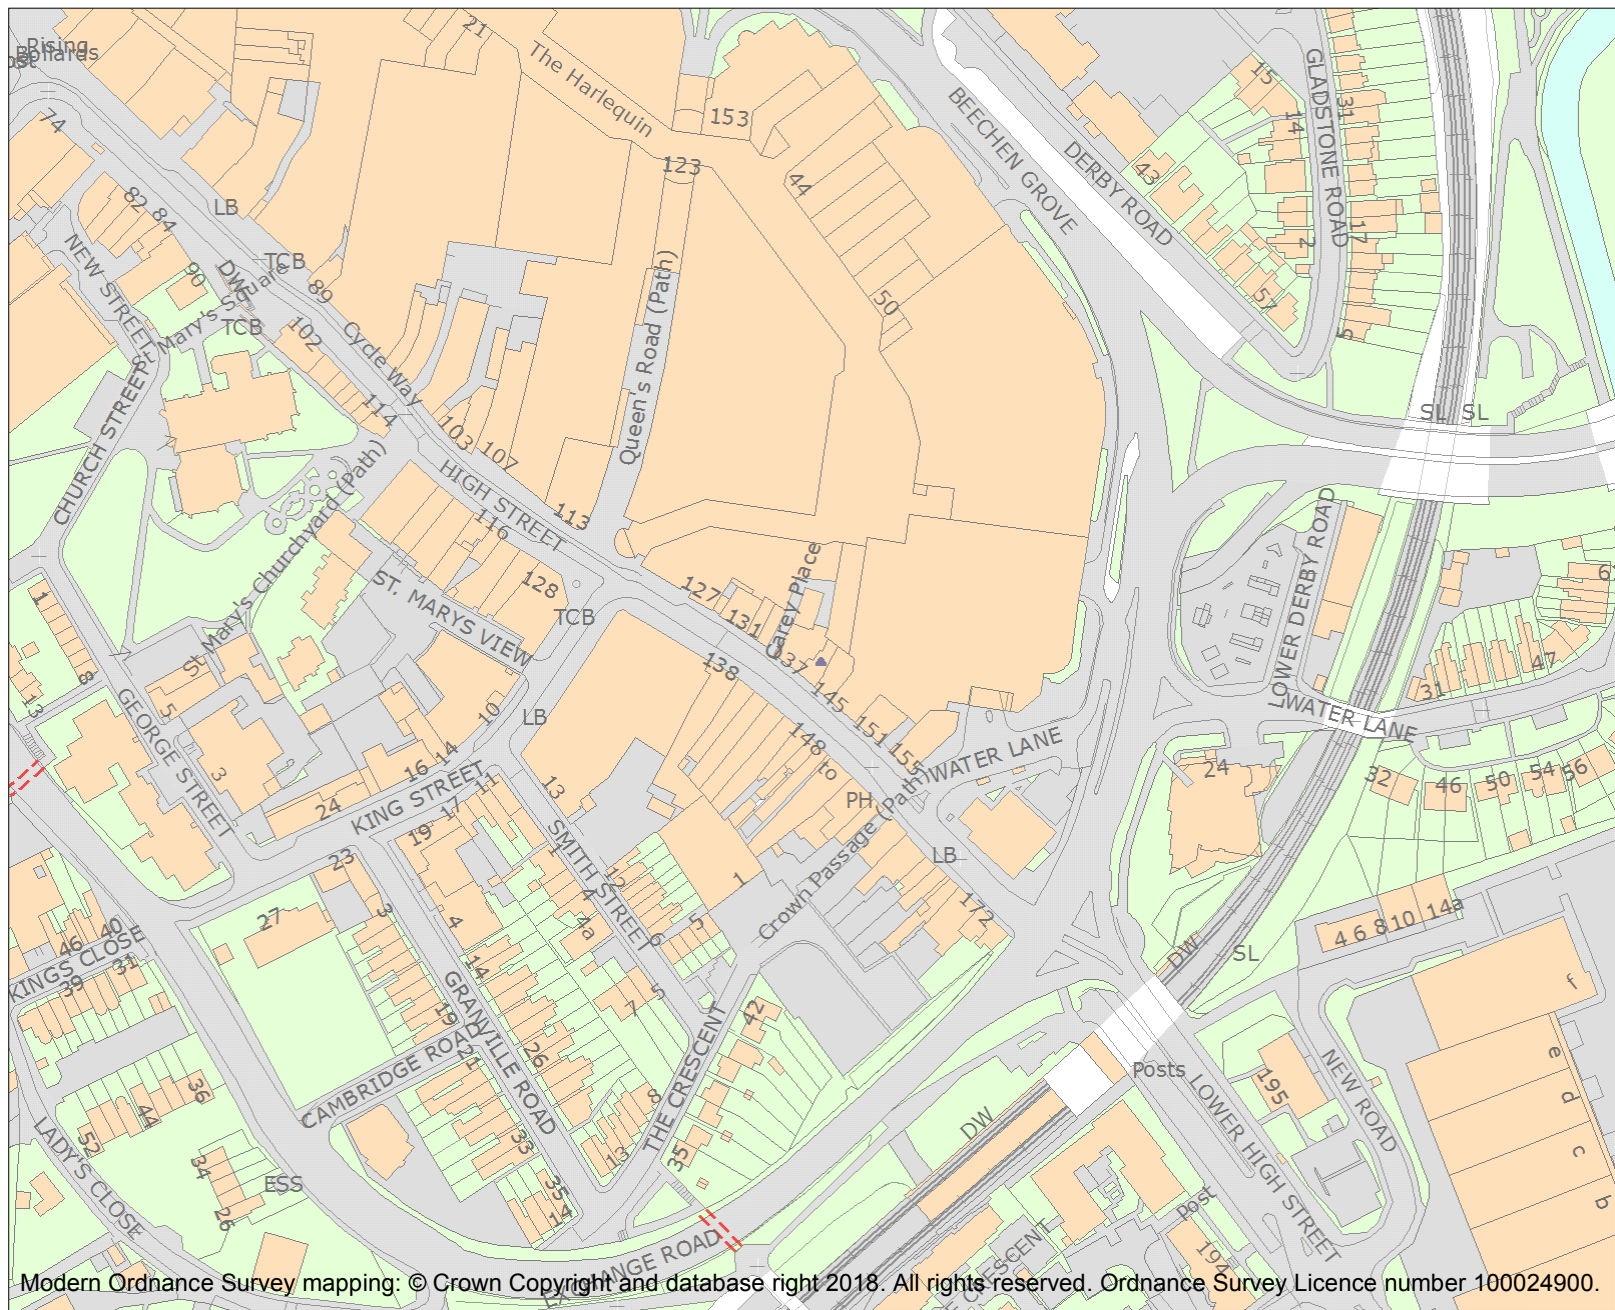 Rising
Bollards
74
21
The Harlequin
153
123
44
50
BEECHEN GROVE
DERBY ROAD
43
57
15
14
2
GLADSTONE ROAD
31
17
5
82
84
LB
90
NEW STREET
DW
TCB
St Mary's Square
TCB
89
102
Cycle Way
114
103
107
HIGH STREET
113
Queen's Road (Path)
CHURCH STREET
St Mary's Churchyard (Path)
116
128
TCB
ST. MARYS VIEW
127
131
Carey Place
137
138
145
151
155
148 to
PH
WATER LANE
Crown Passage (Path)
LB
172
SL
SL
LOWER DERBY ROAD
WATER LANE
31
47
24
32
46
50
54
56
1
8
13
GEORGE STREET
5
3
10
LB
14
16
24
KING STREET
11
17
19
13
SMITH STREET
1
4
4a
12
6
5
1
23
27
3
4
14
GRANVILLE ROAD
19
21
26
33
35
14
CAMBRIDGE ROAD
7
5
8
13
THE CRESCENT
42
35
40
46
KINGS CLOSE
31
39
36
44
52
LADY'S CLOSE
34
26
ESS
EXCHANGE ROAD
DW
SL
4
6
8
10
14a
f
e
d
c
b
Posts
DW
195
NEW ROAD
LOWER HIGH STREET
Post
194
CRESCENT
Modern Ordnance Survey mapping: © Crown Copyright and database right 2018. All rights reserved. Ordnance Survey Licence number 100024900.